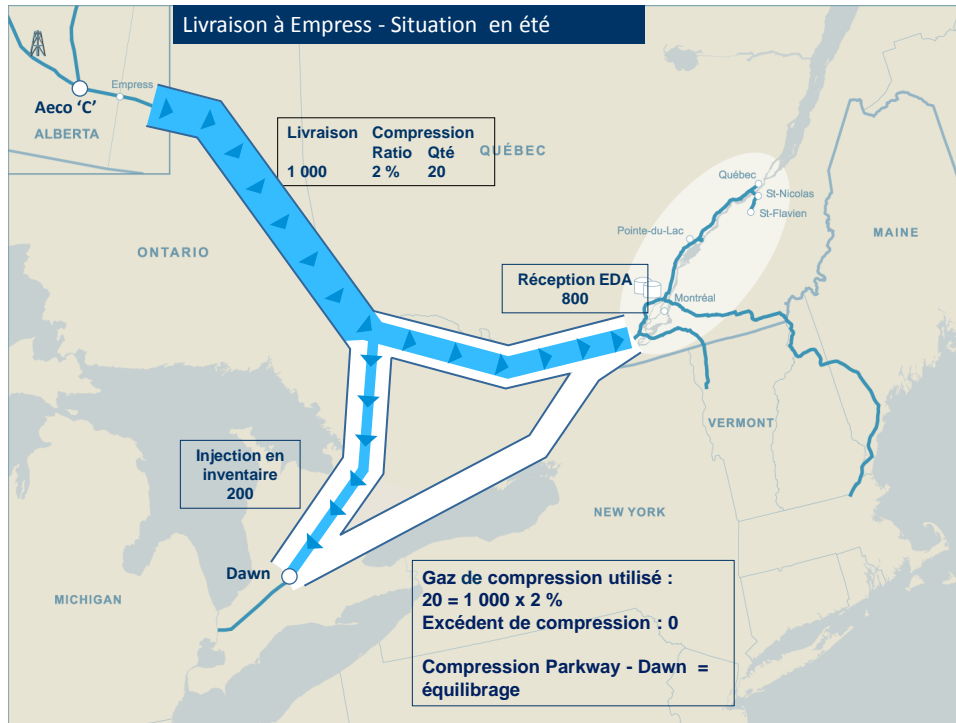 Livraison à Empress - Situation  en été
Empress
Aeco ‘C’
ALBERTA
Livraison Compression
Ratio Qté
1 000 2 % 20
QUÉBEC
Québec
St-Nicolas
St-Flavien
Pointe-du-Lac
MAINE
ONTARIO
Réception EDA
800
Montréal
VERMONT
Injection en
inventaire
200
NEW YORK
Dawn
MICHIGAN
Gaz de compression utilisé :
20 = 1 000 x 2 %
Excédent de compression : 0
Compression Parkway - Dawn  =
équilibrage